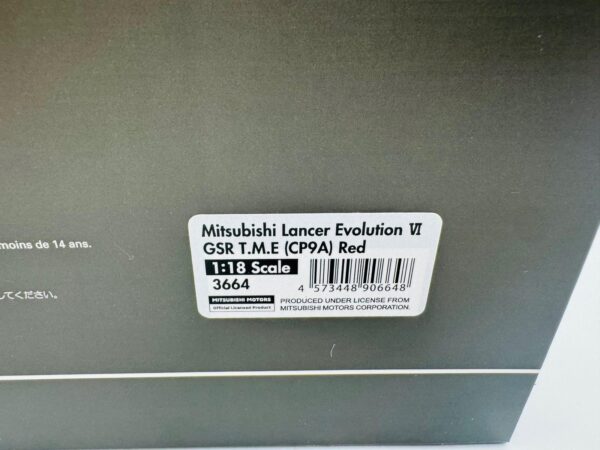 moins de 14 ans.
してください。
Mitsubishi Lancer Evolution Ⅵ
GSR T.M.E (CP9A) Red
1:18 Scale
3664
4 573448 906648
MITSUBISHI MOTORS
Official Licensed Product
PRODUCED UNDER LICENSE FROM
MITSUBISHI MOTORS CORPORATION.